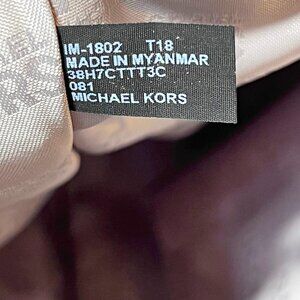 IM-1802 T18
MADE IN MYANMAR
38H7CTTT3C
081
MICHAEL KORS